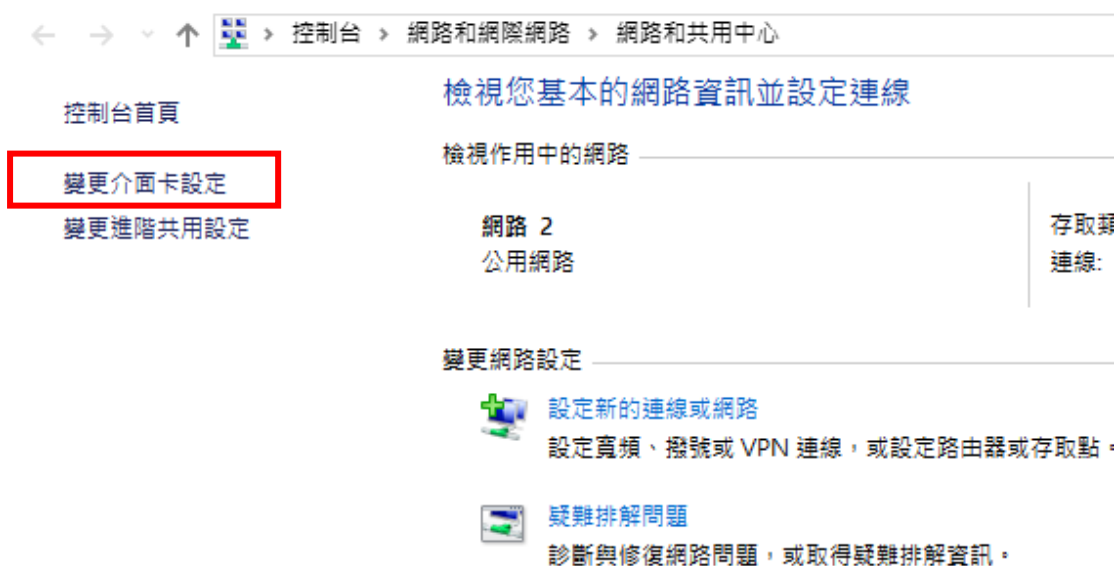 控制台 › 網路和網際網路 › 網路和共用中心
控制台首頁
變更介面卡設定
變更進階共用設定
檢視您基本的網路資訊並設定連線
檢視作用中的網路
網路 2
公用網路
存取類
連線:
變更網路設定
設定新的連線或網路
設定寬頻、撥號或 VPN 連線，或設定路由器或存取點。
疑難排解問題
診斷與修復網路問題，或取得疑難排解資訊。